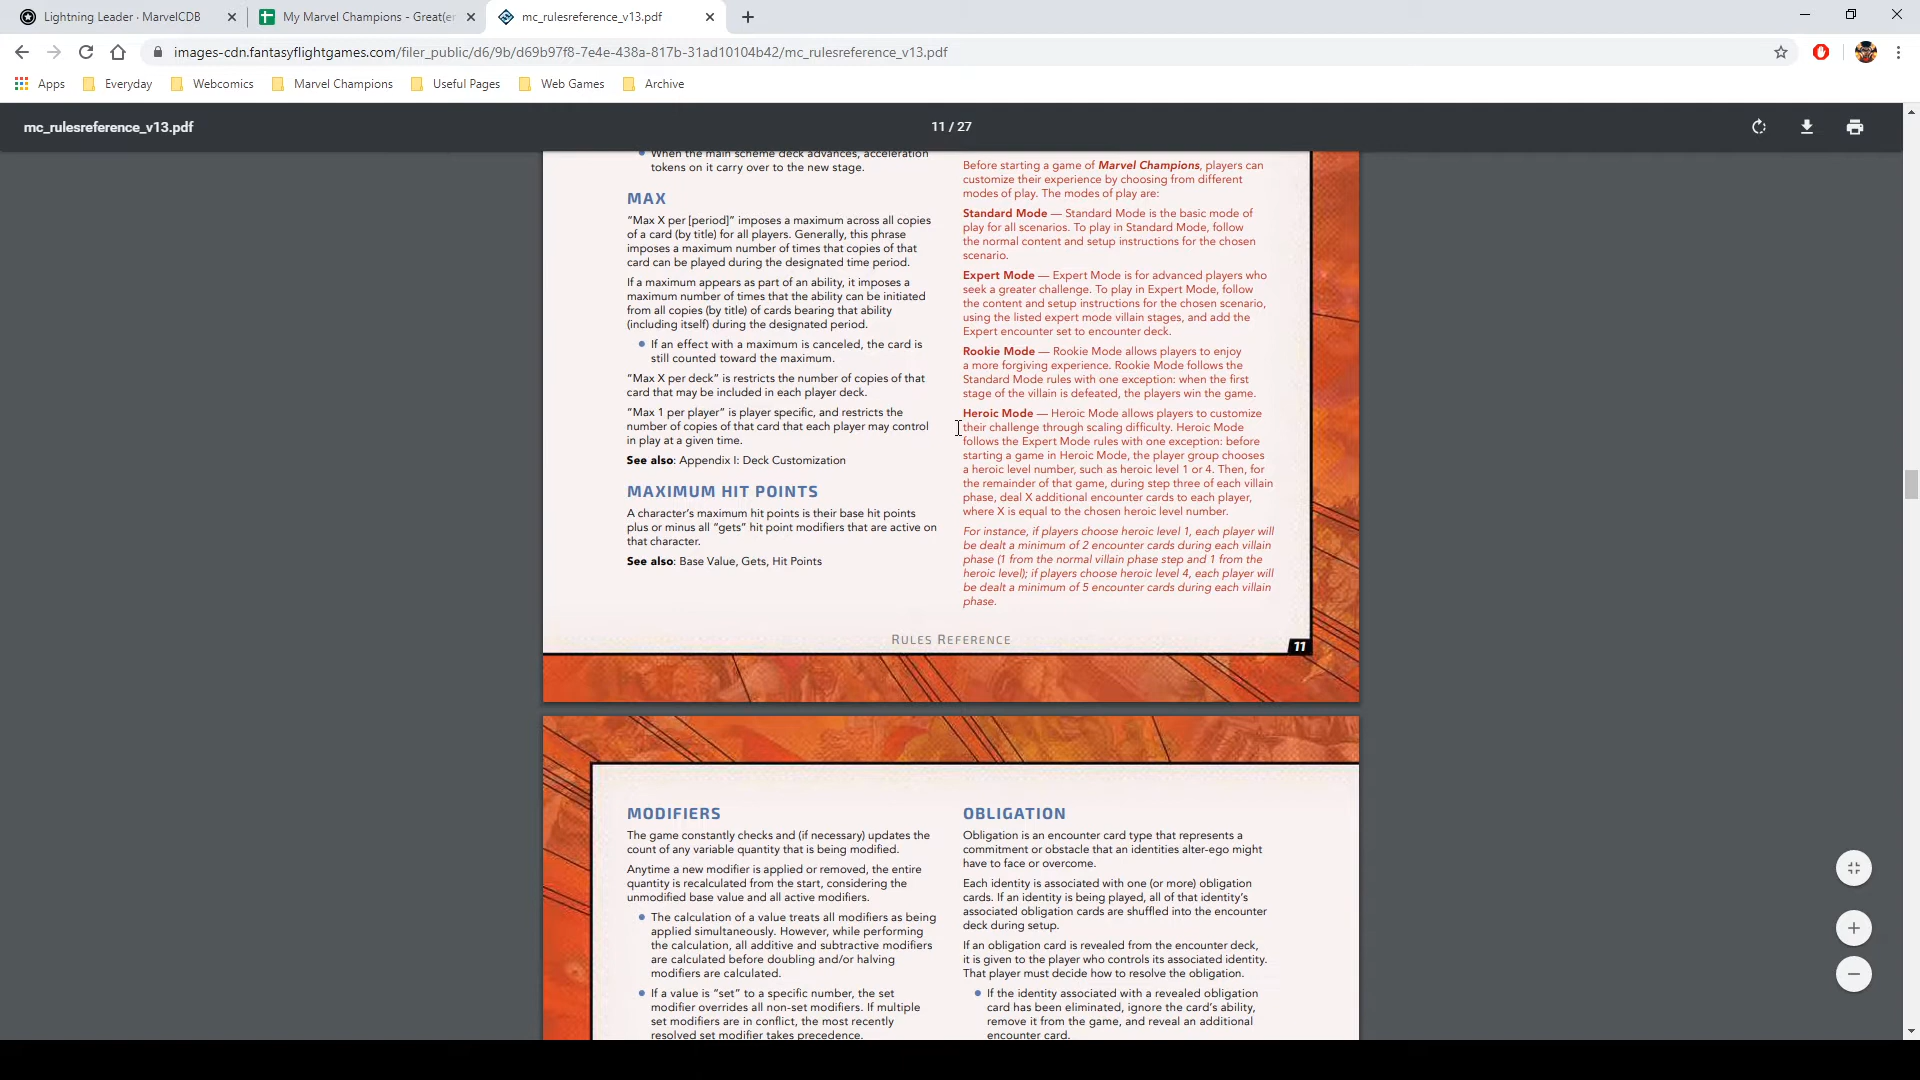 Lightning Leader · MarvelCDB
My Marvel Champions - Great(er
mc_rulesreference_v13.pdf
images-cdn.fantasyflightgames.com/filer_public/d6/9b/d69b97f8-7e4e-438a-817b-31ad10104b42/mc_rulesreference_v13.pdf
Apps
Everyday
Webcomics
Marvel Champions
Useful Pages
Web Games
Archive
mc_rulesreference_v13.pdf
11 / 27
When the main scheme deck advances, acceleration
tokens on it carry over to the new stage.
MAX
“Max X per [period]” imposes a maximum across all copies
of a card (by title) for all players. Generally, this phrase
imposes a maximum number of times that copies of that
card can be played during the designated time period.
If a maximum appears as part of an ability, it imposes a
maximum number of times that the ability can be initiated
from all copies (by title) of cards bearing that ability
(including itself) during the designated period.
If an effect with a maximum is canceled, the card is
still counted toward the maximum.
“Max X per deck” is restricts the number of copies of that
card that may be included in each player deck.
“Max 1 per player” is player specific, and restricts the
number of copies of that card that each player may control
in play at a given time.
See also: Appendix I: Deck Customization
MAXIMUM HIT POINTS
A character’s maximum hit points is their base hit points
plus or minus all “gets” hit point modifiers that are active on
that character.
See also: Base Value, Gets, Hit Points
Before starting a game of Marvel Champions, players can
customize their experience by choosing from different
modes of play. The modes of play are:
Standard Mode — Standard Mode is the basic mode of
play for all scenarios. To play in Standard Mode, follow
the normal content and setup instructions for the chosen
scenario.
Expert Mode — Expert Mode is for advanced players who
seek a greater challenge. To play in Expert Mode, follow
the content and setup instructions for the chosen scenario,
using the listed expert mode villain stages, and add the
Expert encounter set to encounter deck.
Rookie Mode — Rookie Mode allows players to enjoy
a more forgiving experience. Rookie Mode follows the
Standard Mode rules with one exception: when the first
stage of the villain is defeated, the players win the game.
Heroic Mode — Heroic Mode allows players to customize
their challenge through scaling difficulty. Heroic Mode
follows the Expert Mode rules with one exception: before
starting a game in Heroic Mode, the player group chooses
a heroic level number, such as heroic level 1 or 4. Then, for
the remainder of that game, during step three of each villain
phase, deal X additional encounter cards to each player,
where X is equal to the chosen heroic level number.
For instance, if players choose heroic level 1, each player will
be dealt a minimum of 2 encounter cards during each villain
phase (1 from the normal villain phase step and 1 from the
heroic level); if players choose heroic level 4, each player will
be dealt a minimum of 5 encounter cards during each villain
phase.
RULES REFERENCE
11
MODIFIERS
The game constantly checks and (if necessary) updates the
count of any variable quantity that is being modified.
Anytime a new modifier is applied or removed, the entire
quantity is recalculated from the start, considering the
unmodified base value and all active modifiers.
The calculation of a value treats all modifiers as being
applied simultaneously. However, while performing
the calculation, all additive and subtractive modifiers
are calculated before doubling and/or halving
modifiers are calculated.
If a value is “set” to a specific number, the set
modifier overrides all non-set modifiers. If multiple
set modifiers are in conflict, the most recently
resolved set modifier takes precedence.
OBLIGATION
Obligation is an encounter card type that represents a
commitment or obstacle that an identities alter-ego might
have to face or overcome.
Each identity is associated with one (or more) obligation
cards. If an identity is being played, all of that identity’s
associated obligation cards are shuffled into the encounter
deck during setup.
If an obligation card is revealed from the encounter deck,
it is given to the player who controls its associated identity.
That player must decide how to resolve the obligation.
If the identity associated with a revealed obligation
card has been eliminated, ignore the card’s ability,
remove it from the game, and reveal an additional
encounter card.